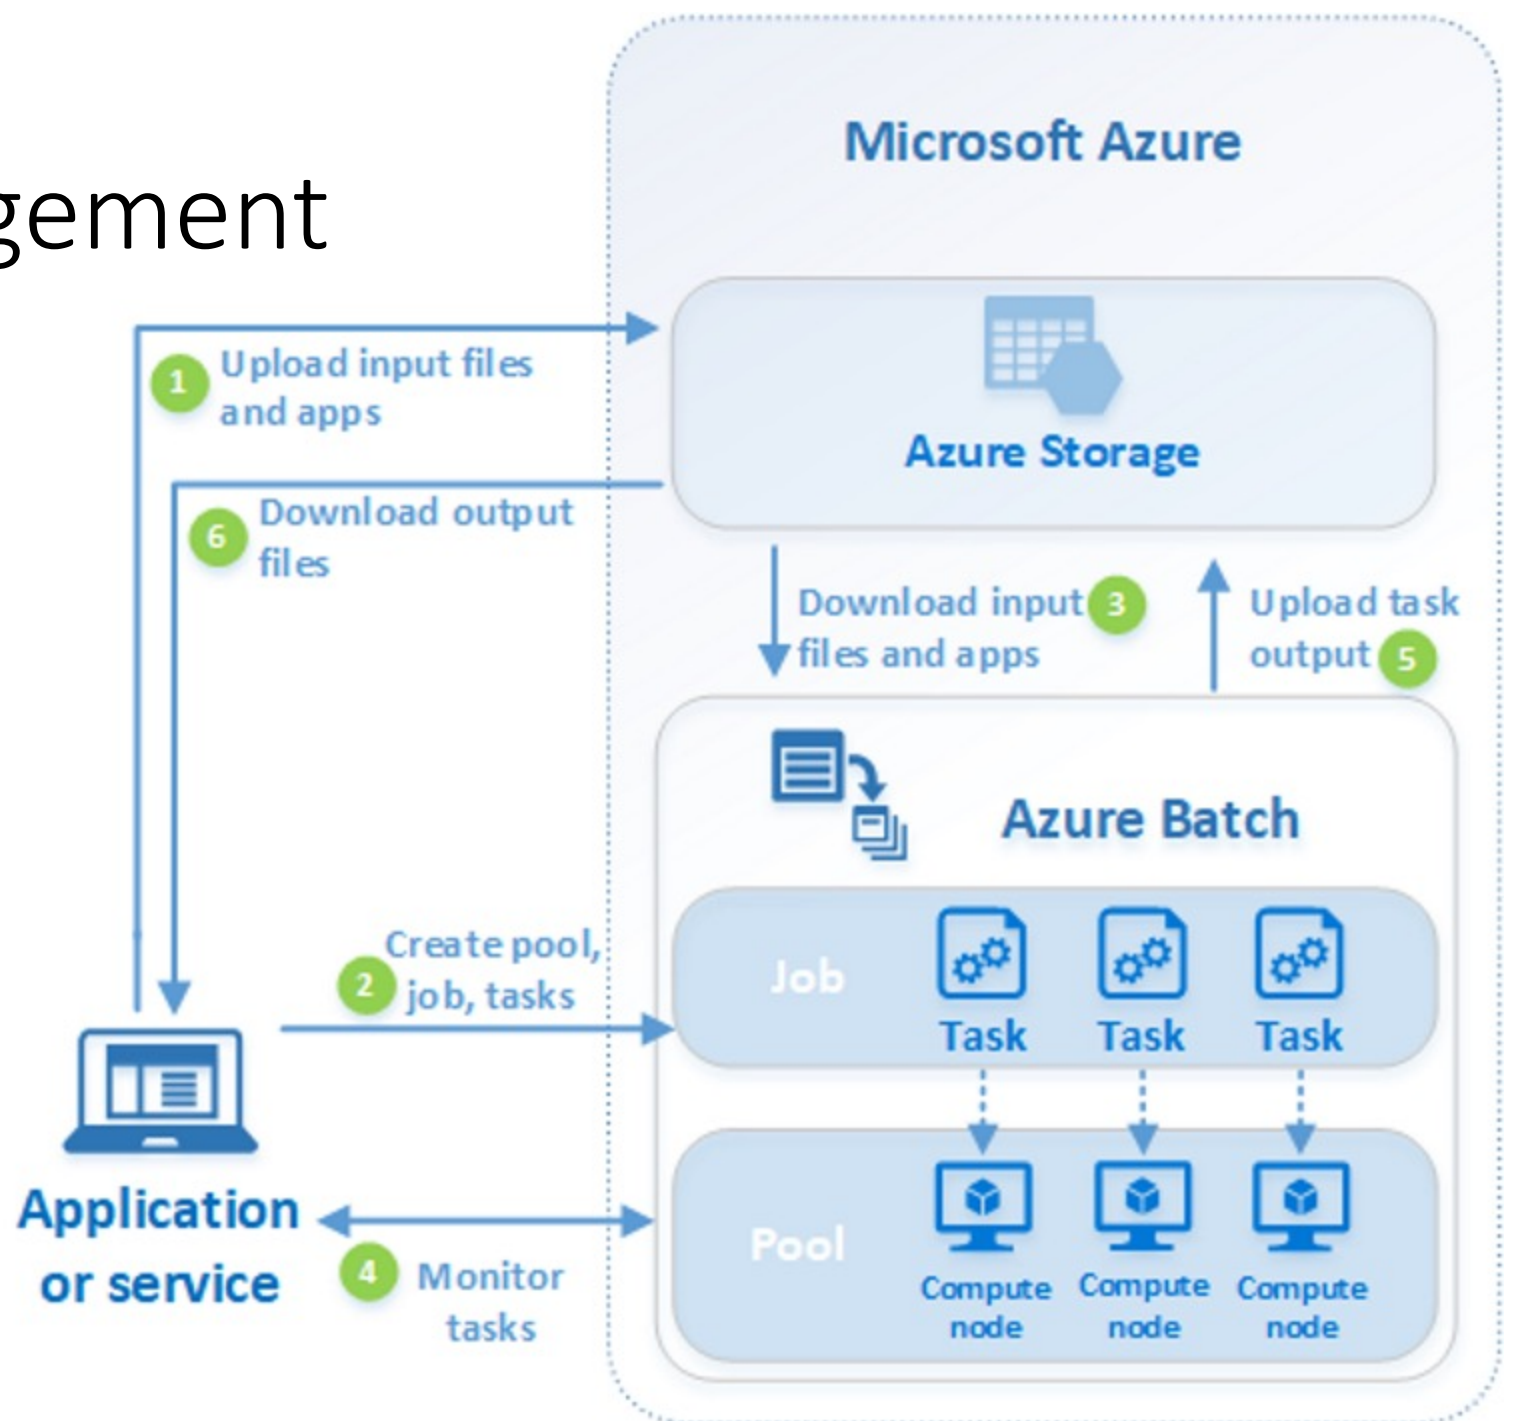 gement
Microsoft Azure
1
Upload input files
and apps
Azure Storage
6
Download output
files
Download input 3
files and apps
Upload task
output 5
Azure Batch
Create pool,
2
job, tasks
Job
Task Task Task
Application
or service
4
Monitor
tasks
Pool
Compute
node
Compute
node
Compute
node